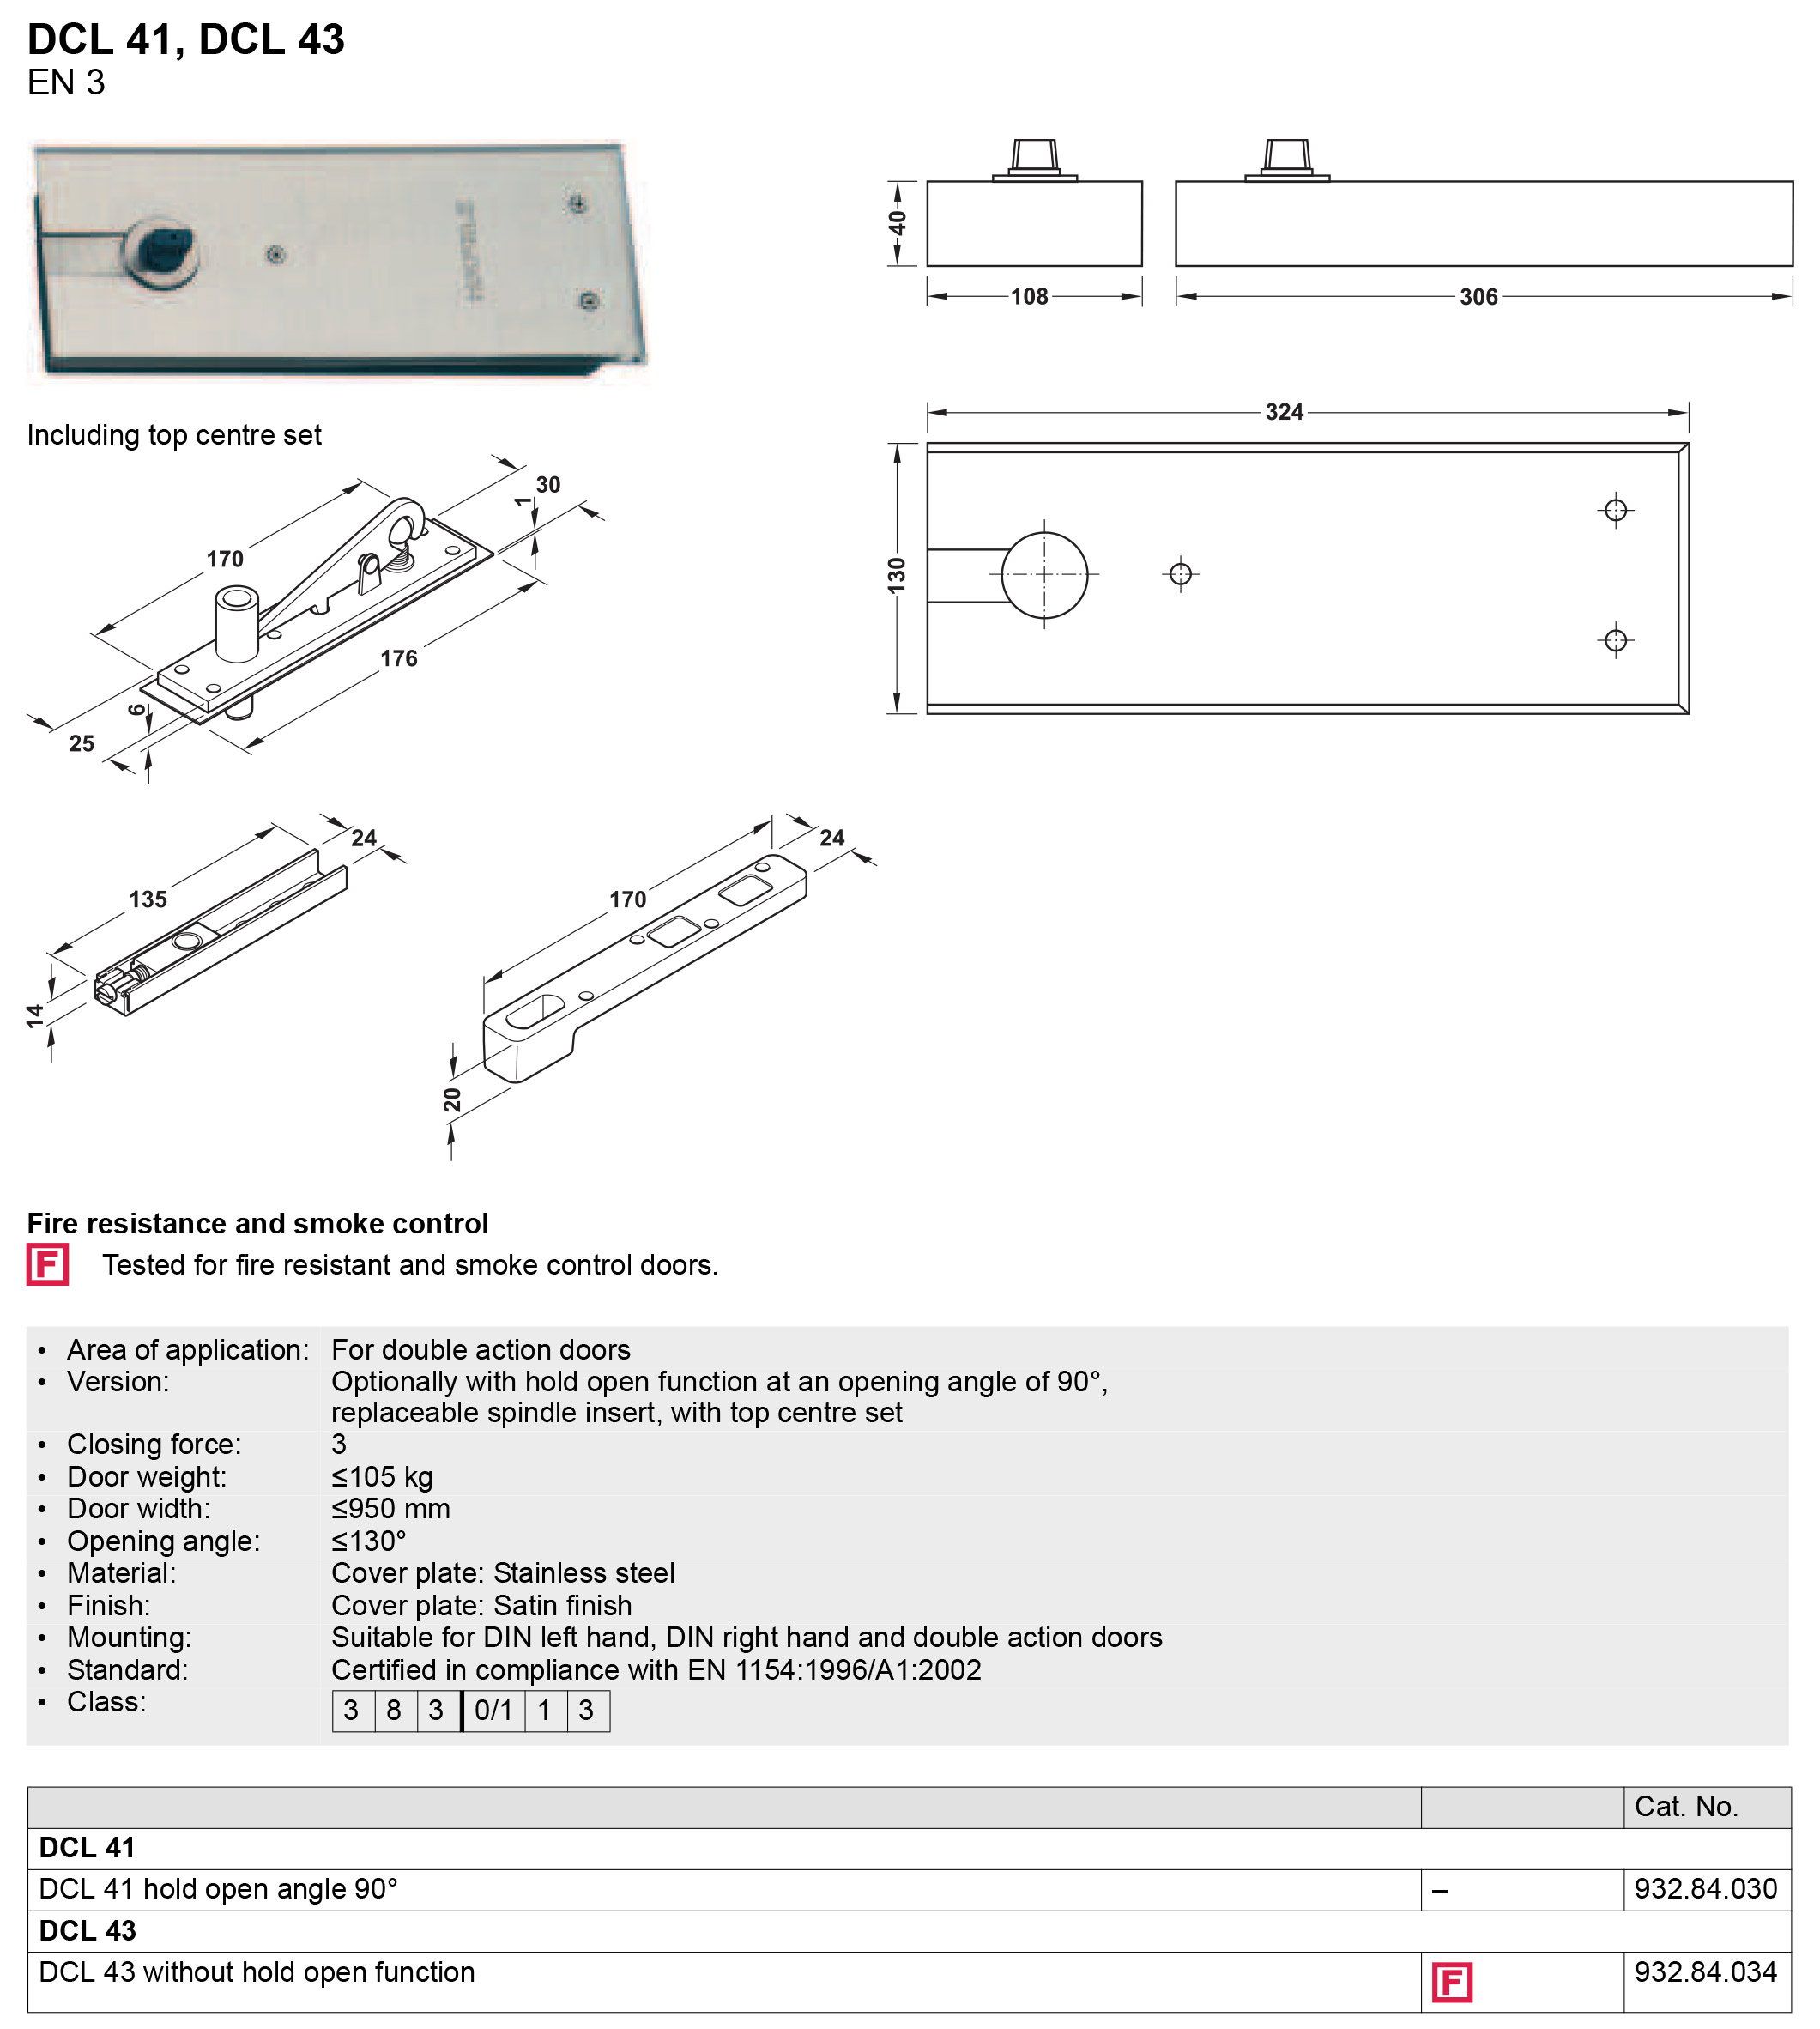 DCL 41, DCL 43
EN 3
40
108
306
Including top centre set
324
130
170
30
1
176
6
25
135
24
14
170
24
20
Fire resistance and smoke control
F Tested for fire resistant and smoke control doors.
• Area of application: For double action doors
• Version: Optionally with hold open function at an opening angle of 90°,
replaceable spindle insert, with top centre set
• Closing force: 3
• Door weight: ≤105 kg
• Door width: ≤950 mm
• Opening angle: ≤130°
• Material: Cover plate: Stainless steel
• Finish: Cover plate: Satin finish
• Mounting: Suitable for DIN left hand, DIN right hand and double action doors
• Standard: Certified in compliance with EN 1154:1996/A1:2002
• Class: 3 8 3 0/1 1 3
Cat. No.
DCL 41
DCL 41 hold open angle 90° – 932.84.030
DCL 43
DCL 43 without hold open function F 932.84.034